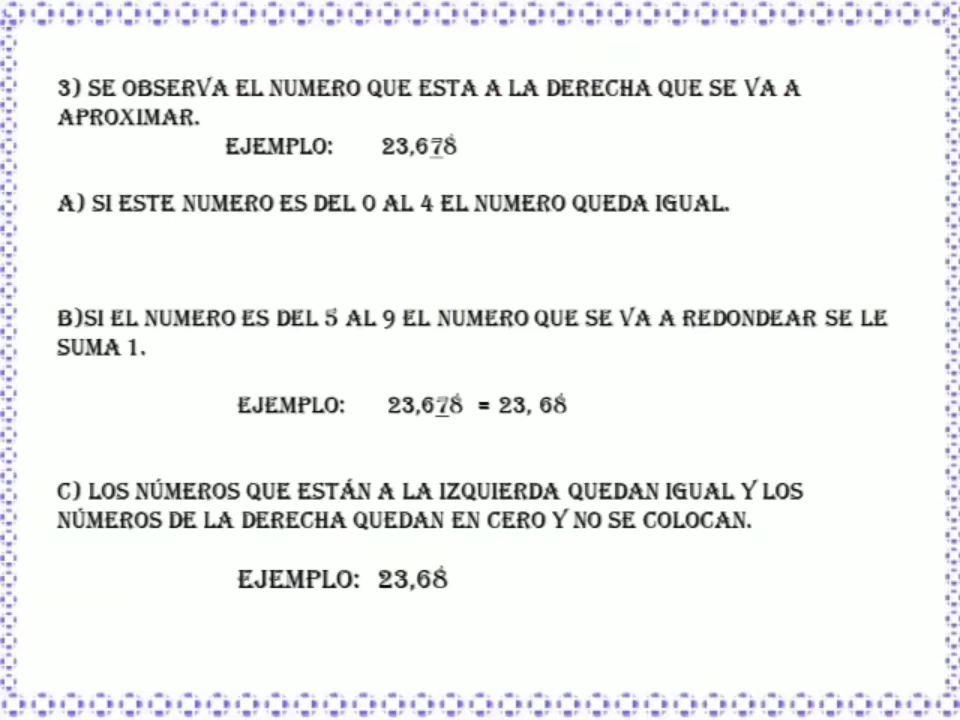 3) SE OBSERVA EL NUMERO QUE ESTA A LA DERECHA QUE SE VA A
APROXIMAR.
EJEMPLO: 23,678
A) SI ESTE NUMERO ES DEL 0 AL 4 EL NUMERO QUEDA IGUAL.
B)SI EL NUMERO ES DEL 5 AL 9 EL NUMERO QUE SE VA A REDONDEAR SE LE
SUMA 1.
EJEMPLO: 23,678 = 23, 68
C) LOS NÚMEROS QUE ESTÁN A LA IZQUIERDA QUEDAN IGUAL Y LOS
NÚMEROS DE LA DERECHA QUEDAN EN CERO Y NO SE COLOCAN.
EJEMPLO: 23,68